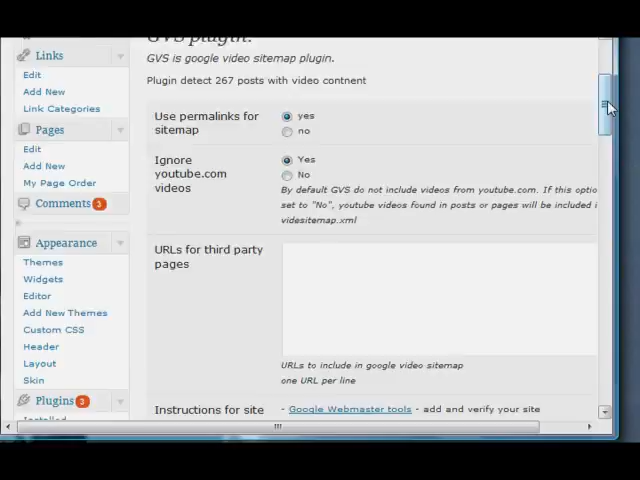 GVS plugin.
Links
GVS is google video sitemap plugin.
Edit
Plugin detect 267 posts with video contnent
Add New
Link Categories
Use permalinks for sitemap
yes
no
Pages
Edit
Add New
My Page Order
Ignore youtube.com videos
Yes
No
By default GVS do not include videos from youtube.com. If this optio
set to "No", youtube videos found in posts or pages will be included i
videsitemap.xml
Comments 3
Appearance
Themes
Widgets
Editor
Add New Themes
Custom CSS
Header
Layout
Skin
URLs for third party pages
URLs to include in google video sitemap
one URL per line
Plugins 3
Installed
Instructions for site
- Google Webmaster tools - add and verify your site